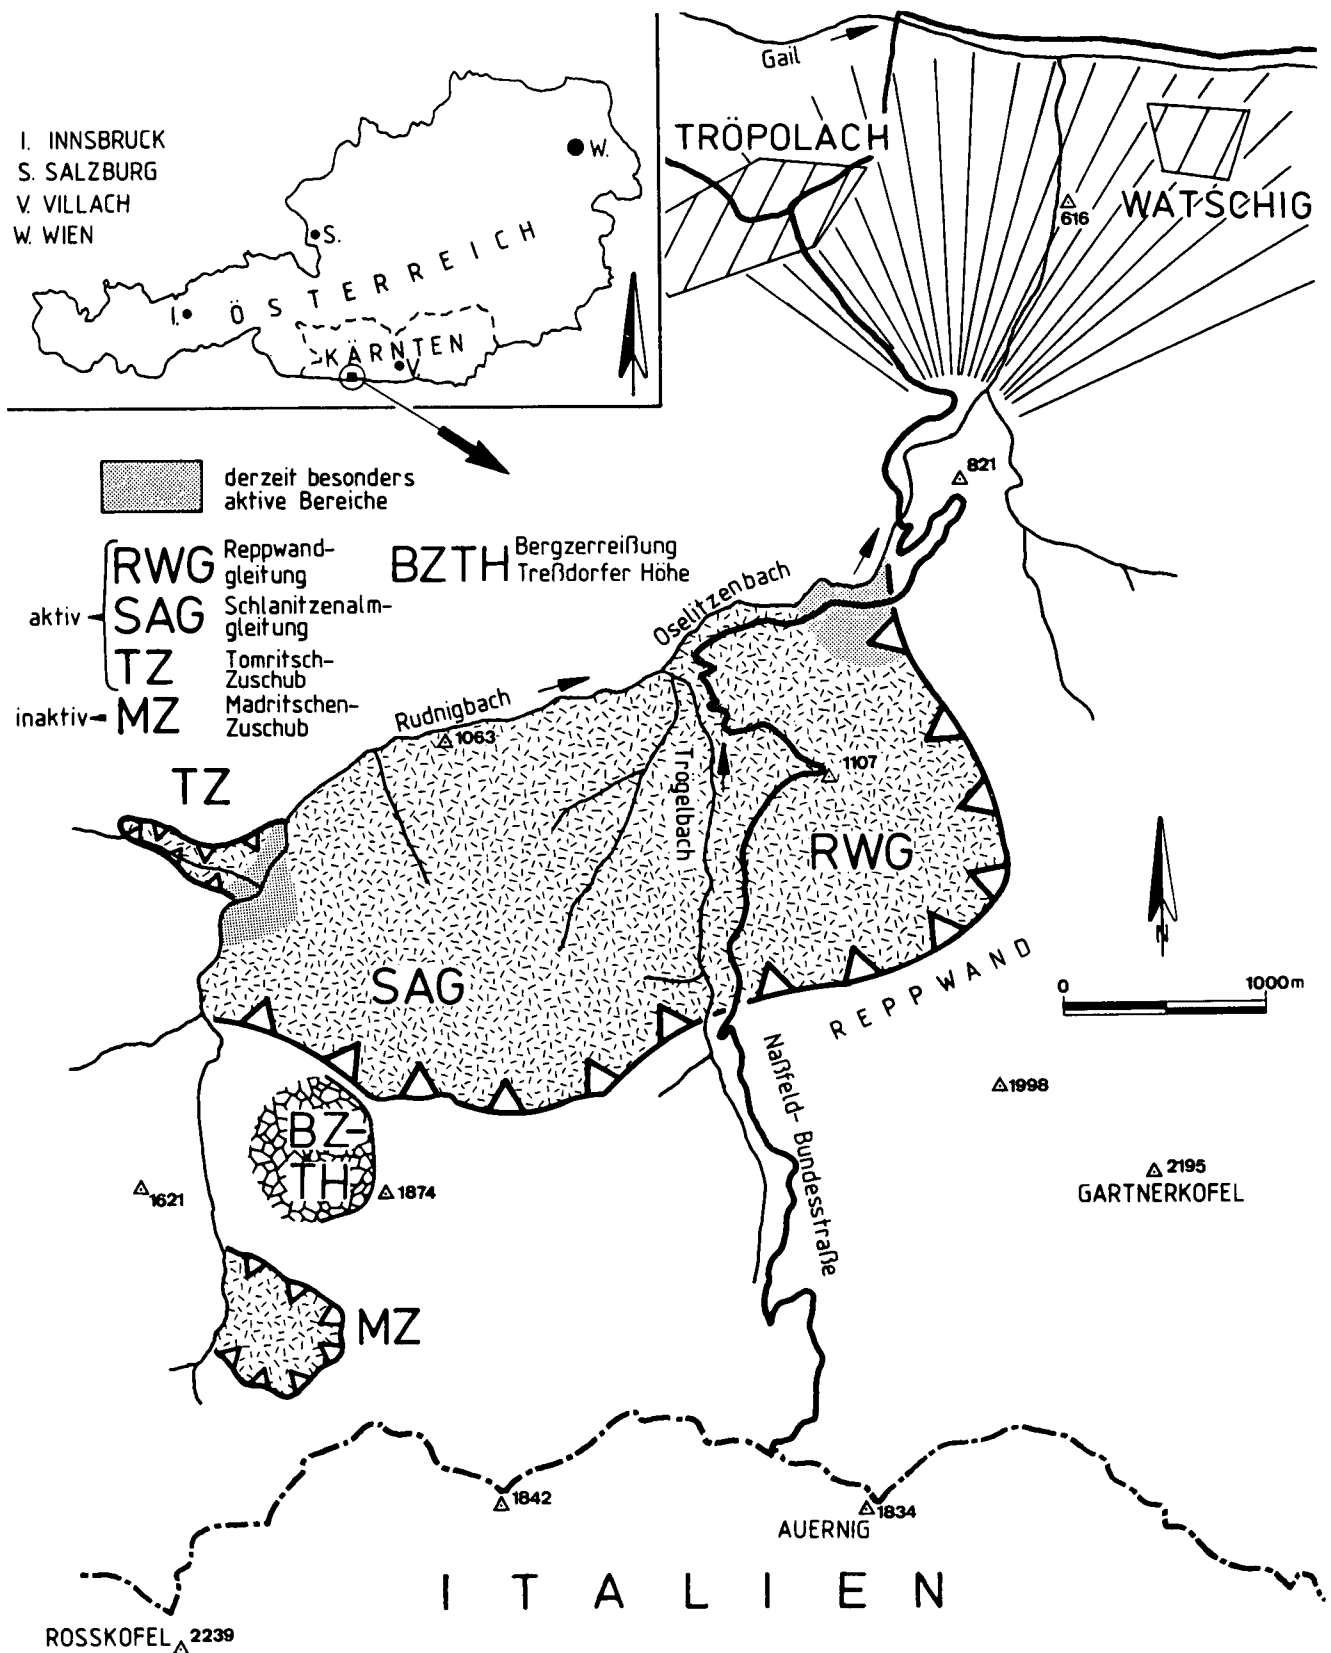 I. INNSBRUCK
S. SALZBURG
V. VILLACH
W. WIEN
W.
S.
I.
ÖSTERREICH
KÄRNTEN
V
Gail
TRÖPOLACH
WATSCHIG
616
821
derzeit besonders
aktive Bereiche
aktiv
RWG Reppwand-
gleitung
SAG Schlanitzenalm-
gleitung
TZ Tomritsch-
Zuschub
inaktiv MZ Madritschen-
Zuschub
BZTH Bergzerreißung
Treßdorfer Höhe
Oselitzenbach
Rudnigbach
1063
Trögelbach
1107
TZ
RWG
SAG
REPPWAND
N
0 1000m
Naßfeld-Bundesstraße
1998
BZ-
TH
1874
1621
2195
GARTNERKOFEL
MZ
1842
1834
AUERNIG
ITALIEN
ROSSKOFEL 2239